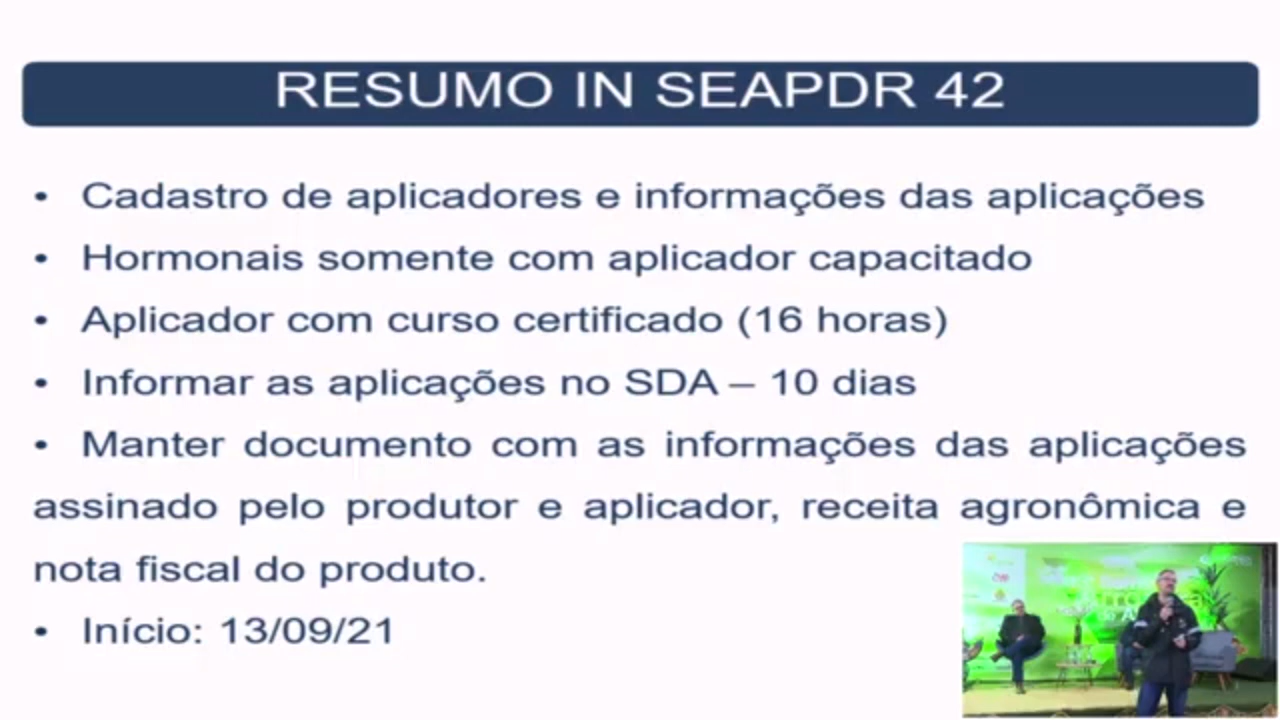 RESUMO IN SEAPDR 42
• Cadastro de aplicadores e informações das aplicações
• Hormonais somente com aplicador capacitado
• Aplicador com curso certificado (16 horas)
• Informar as aplicações no SDA – 10 dias
• Manter documento com as informações das aplicações
assinado pelo produtor e aplicador, receita agronômica e
nota fiscal do produto.
• Início: 13/09/21